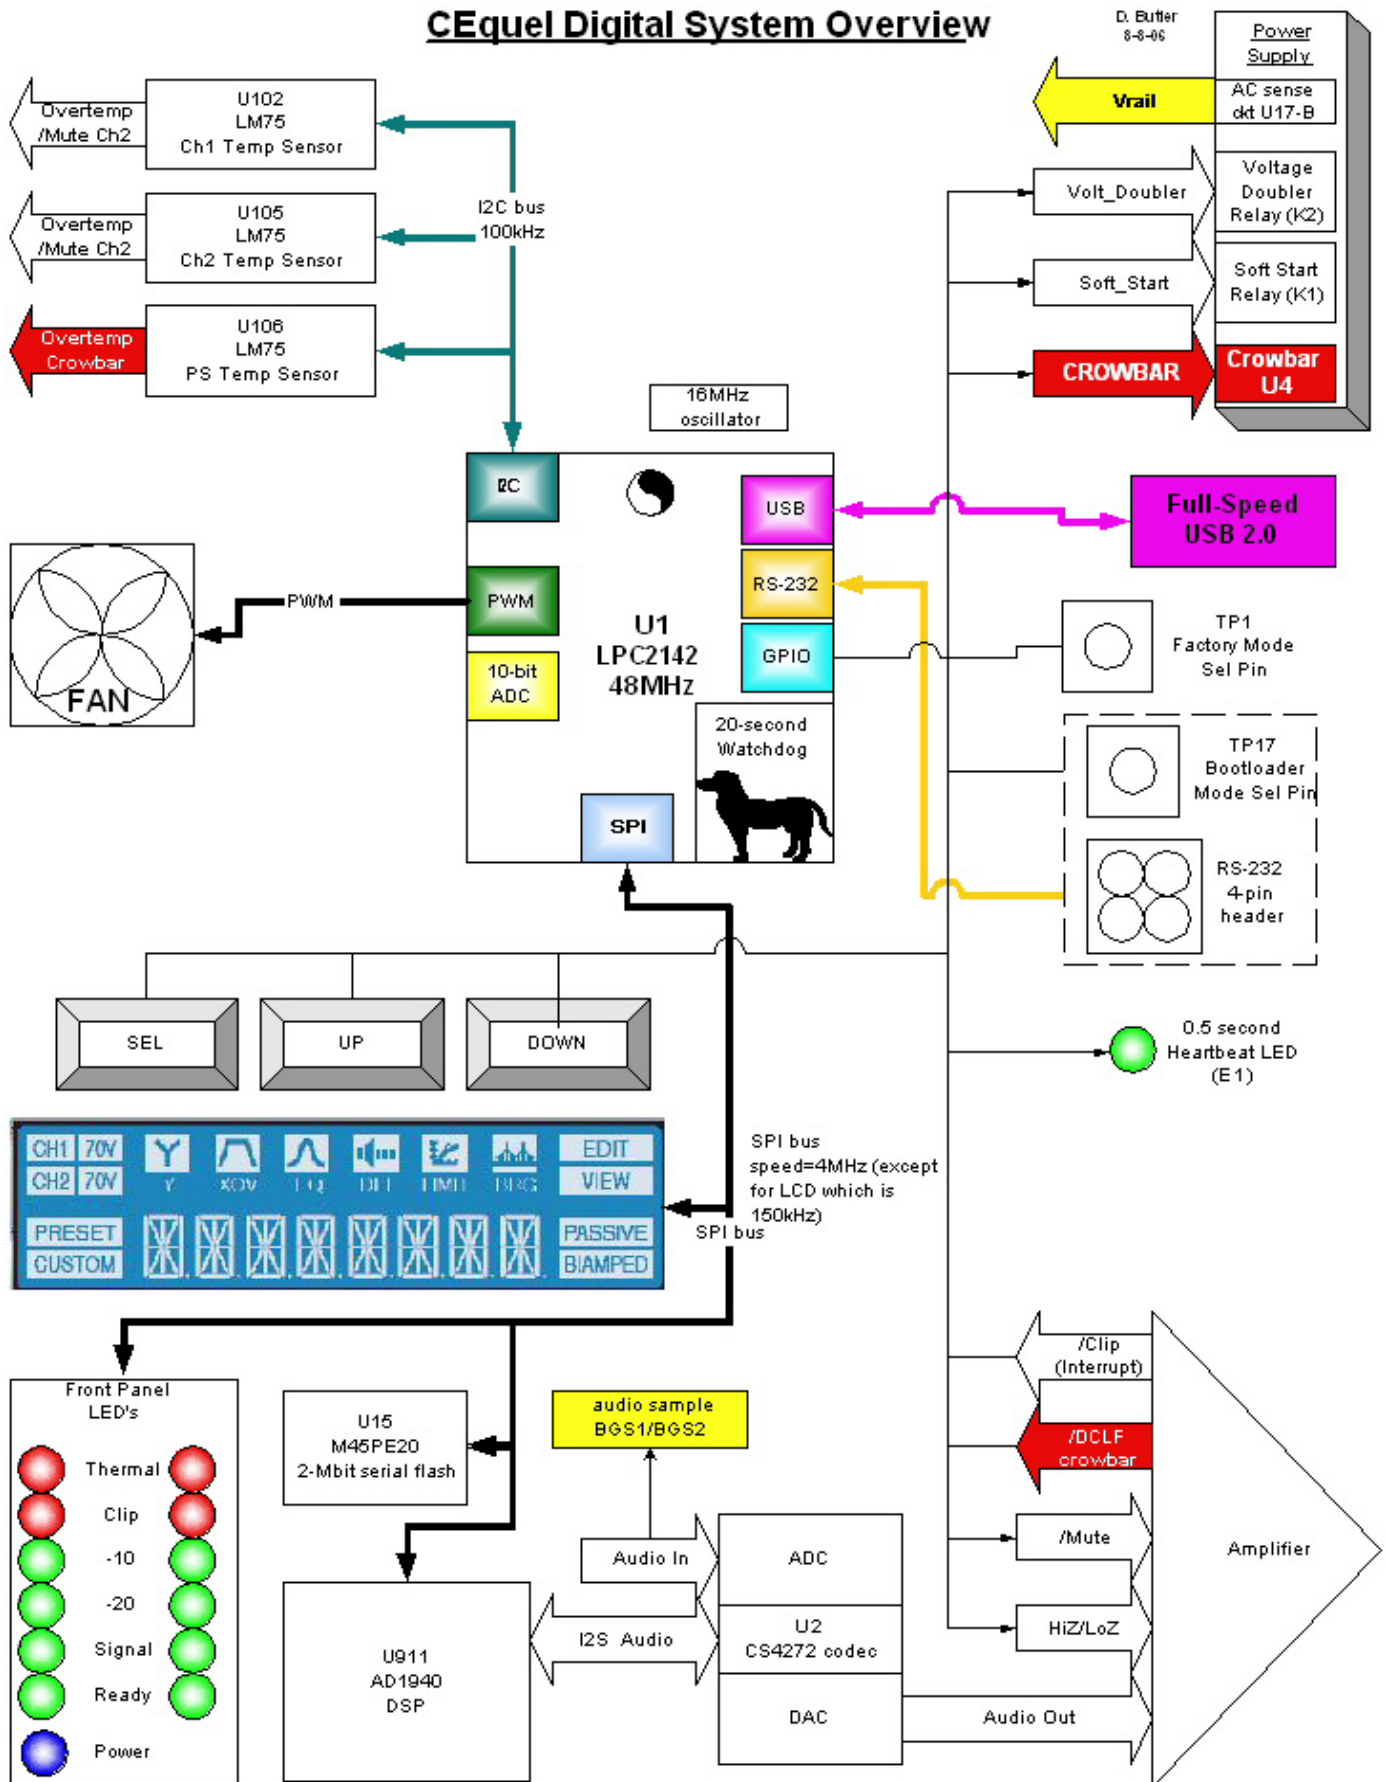 CEquel Digital System Overview
D. Butler
8-8-06
Power
Supply
Vrail
AC sense
ckt U17-B
Volt_Doubler
Voltage
Doubler
Relay (K2)
Soft_Start
Soft Start
Relay (K1)
CROWBAR
Crowbar
U4
Overtemp
/Mute Ch2
U102
LM75
Ch1 Temp Sensor
Overtemp
/Mute Ch2
U105
LM75
Ch2 Temp Sensor
Overtemp
Crowbar
U106
LM75
PS Temp Sensor
I2C bus
100kHz
16MHz
oscillator
I2C
USB
Full-Speed
USB 2.0
PWM
PWM
RS-232
U1
LPC2142
48MHz
GPIO
10-bit
ADC
FAN
TP1
Factory Mode
Sel Pin
20-second
Watchdog
SPI
TP17
Bootloader
Mode Sel Pin
RS-232
4-pin
header
SEL
UP
DOWN
0.5 second
Heartbeat LED
(E1)
CH1 70V
EDIT
CH2 70V
Y
VIEW
PRESET
PASSIVE
CUSTOM
BIAMPED
SPI bus
speed=4MHz (except
for LCD which is
150kHz)
SPI bus
Front Panel
LED's
Thermal
Clip
-10
-20
Signal
Ready
Power
U15
M45PE20
2-Mbit serial flash
audio sample
BGS1/BGS2
Audio In
ADC
I2S Audio
U2
CS4272 codec
U911
AD1940
DSP
DAC
Audio Out
/Clip
(Interrupt)
/DCLF
crowbar
/Mute
HiZ/LoZ
Amplifier